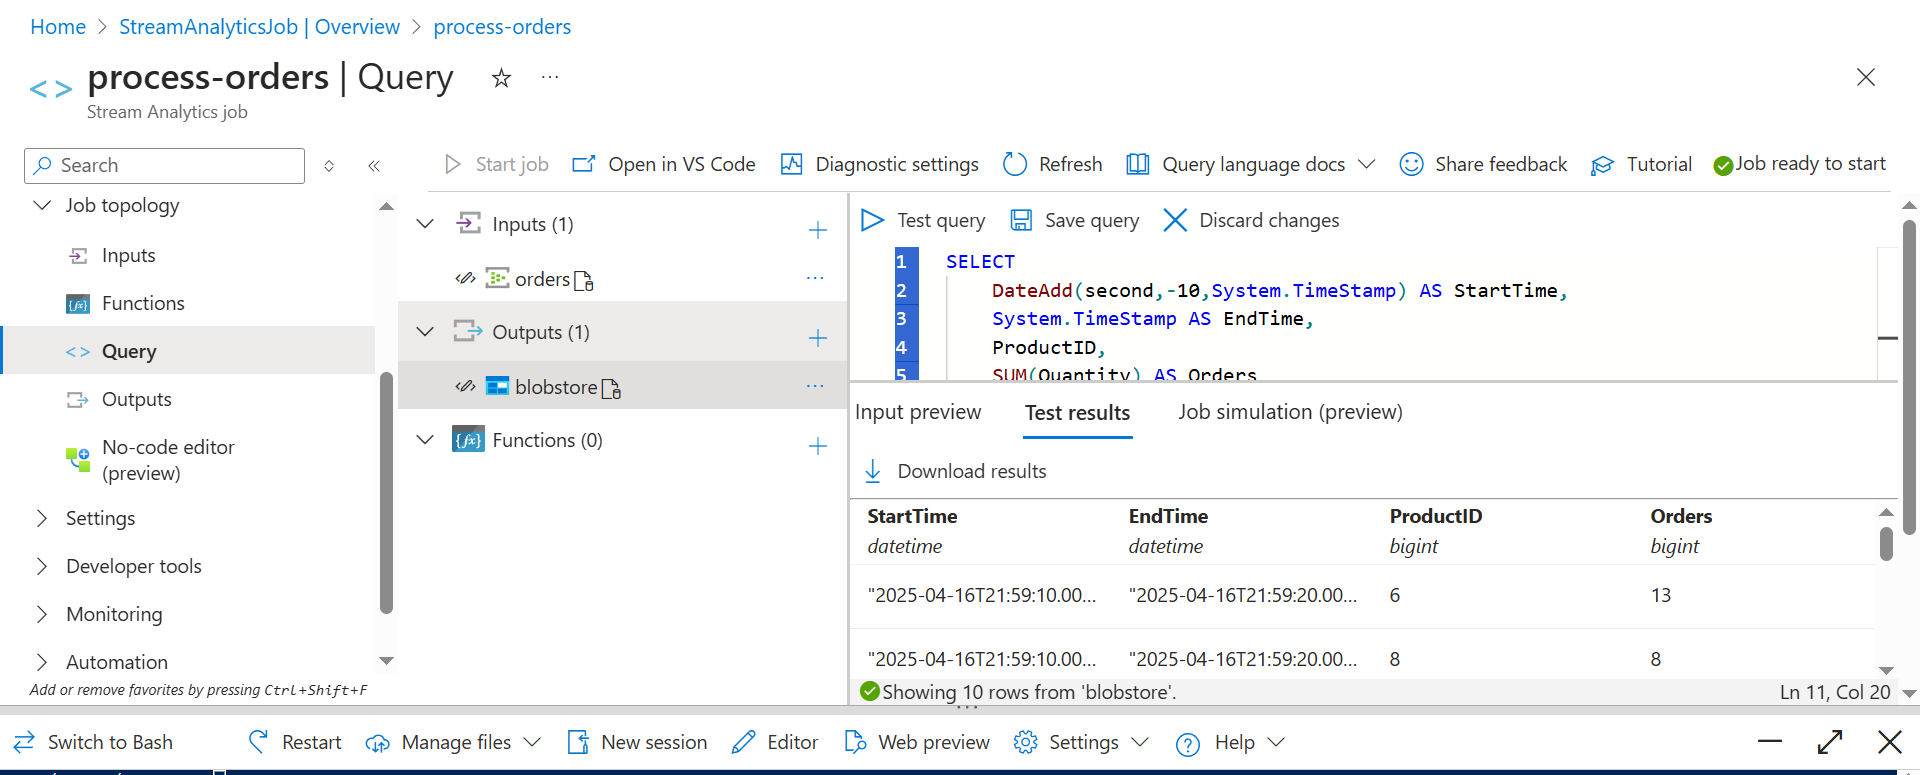 Home > StreamAnalyticsJob | Overview > process-orders
process-orders | Query
Stream Analytics job
Search
Start job
Open in VS Code
Diagnostic settings
Refresh
Query language docs
Share feedback
Tutorial
Job ready to start
Job topology
Inputs
Functions
Query
Outputs
No-code editor
(preview)
Settings
Developer tools
Monitoring
Automation
Add or remove favorites by pressing Ctrl+Shift+F
Inputs (1)
orders
Outputs (1)
blobstore
Functions (0)
Test query
Save query
Discard changes
1 SELECT
2 DateAdd(second,-10,System.TimeStamp) AS StartTime,
3 System.TimeStamp AS EndTime,
4 ProductID,
5 SUM(Quantity) AS Orders
Input preview
Test results
Job simulation (preview)
Download results
StartTime EndTime ProductID Orders
datetime datetime bigint bigint
"2025-04-16T21:59:10.00... "2025-04-16T21:59:20.00... 6 13
"2025-04-16T21:59:10.00... "2025-04-16T21:59:20.00... 8 8
Showing 10 rows from 'blobstore'.
Ln 11, Col 20
Switch to Bash
Restart
Manage files
New session
Editor
Web preview
Settings
Help